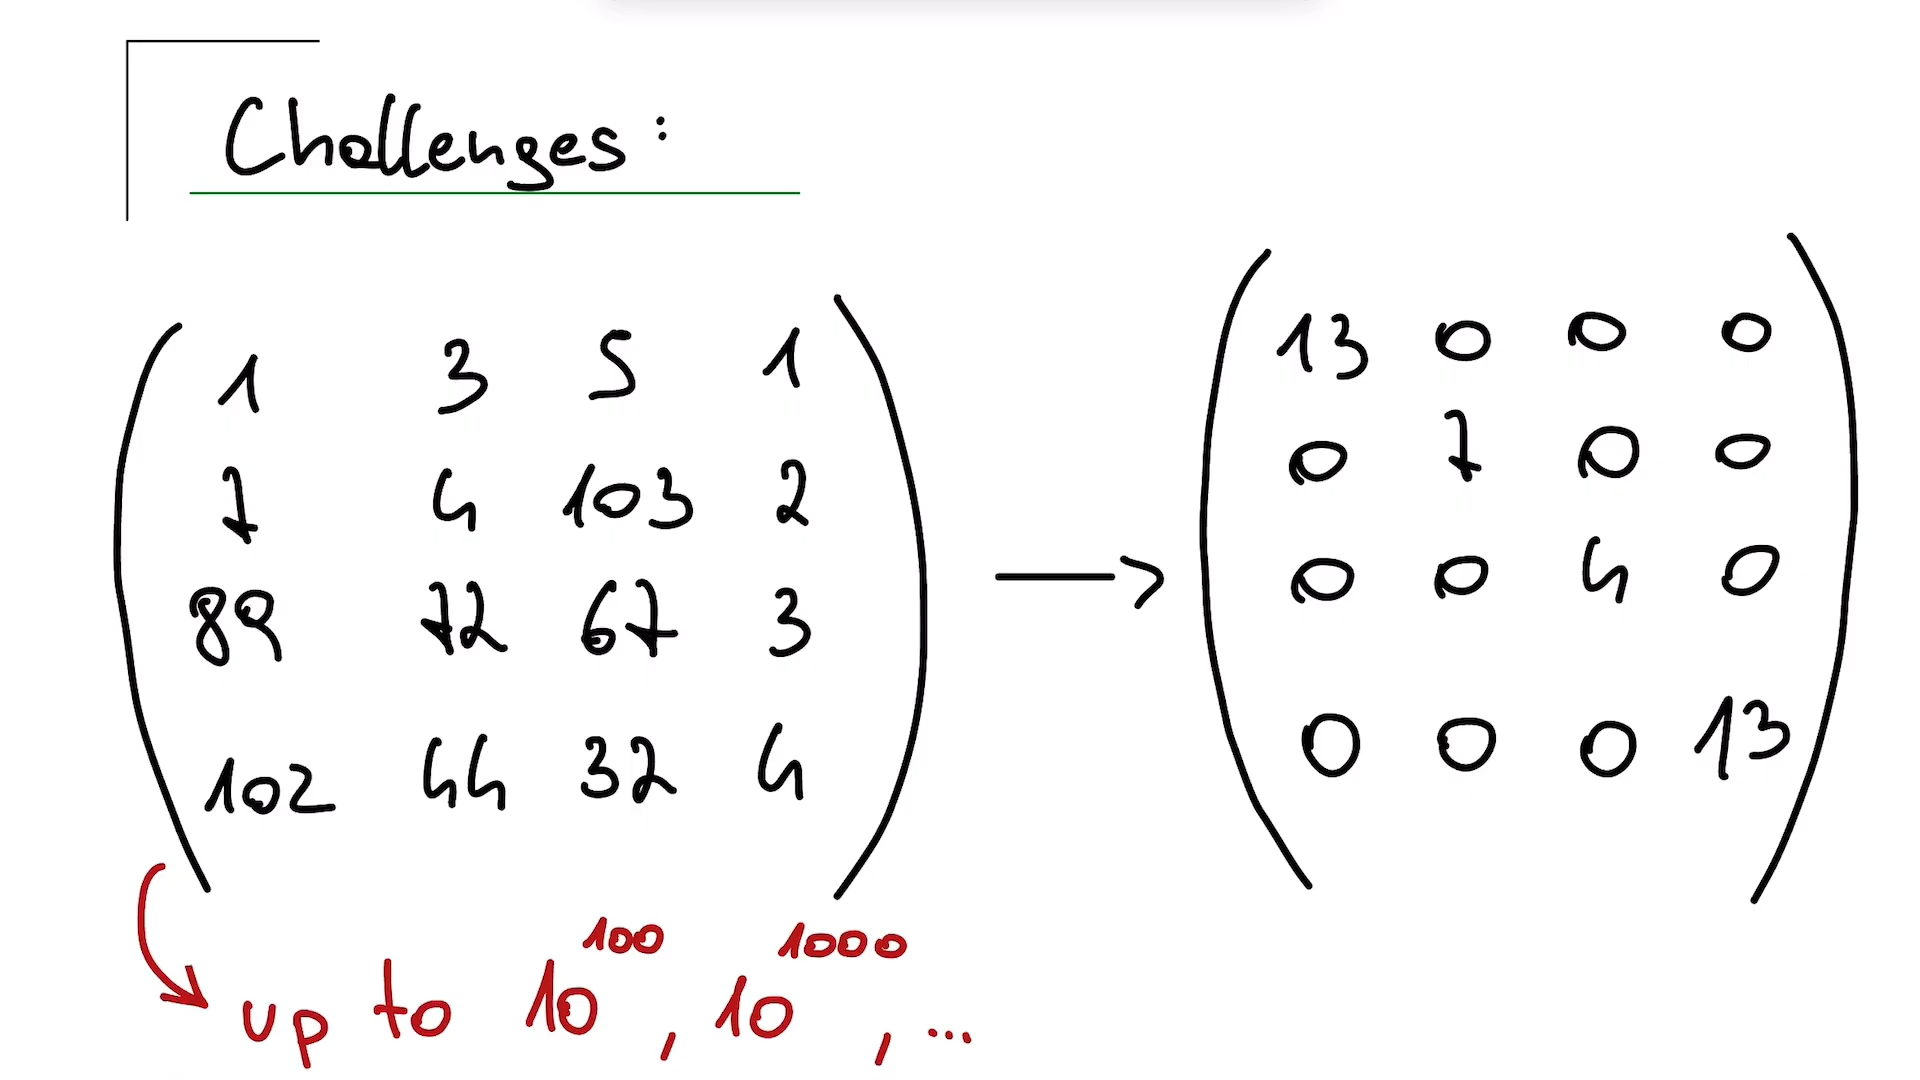 Challenges:
1 3 5 1
7 4 103 2
89 72 67 3
102 44 32 4
→
13 0 0 0
0 7 0 0
0 0 4 0
0 0 0 13
up to 10^100, 10^1000, ...